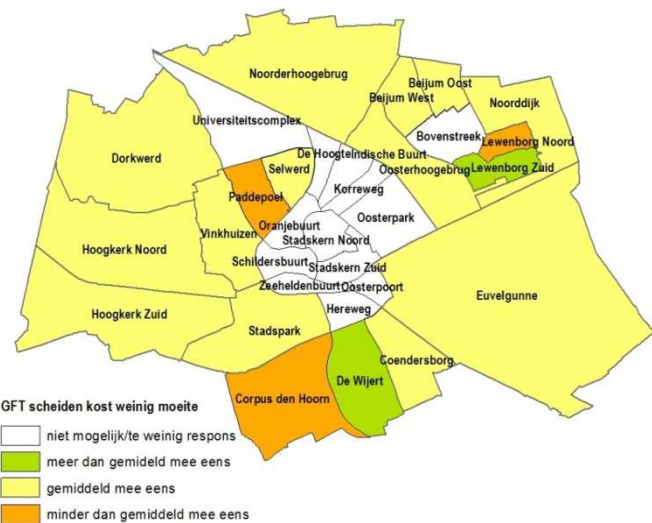 Noorderhoogebrug
Beijum Oost
Beijum West
Noorddijk
Universiteitscomplex
Bovenstreek
Lewenborg Noord
De Hoogte
Indische Buurt
Dorkwerd
Selwerd
Oosterhoogebrug
Lewenborg Zuid
Paddepoel
Korreweg
Oosterpark
Oranjebuurt
Vinkhuizen
Stadskern Noord
Hoogkerk Noord
Schildersbuurt
Stadskern Zuid
Zeeheldenbuurt
Oosterpoort
Euvelgunne
Hereweg
Hoogkerk Zuid
Stadspark
Coendersborg
De Wijert
Corpus den Hoorn
GFT scheiden kost weinig moeite
niet mogelijk/te weinig respons
meer dan gemideld mee eens
gemiddeld mee eens
minder dan gemiddeld mee eens